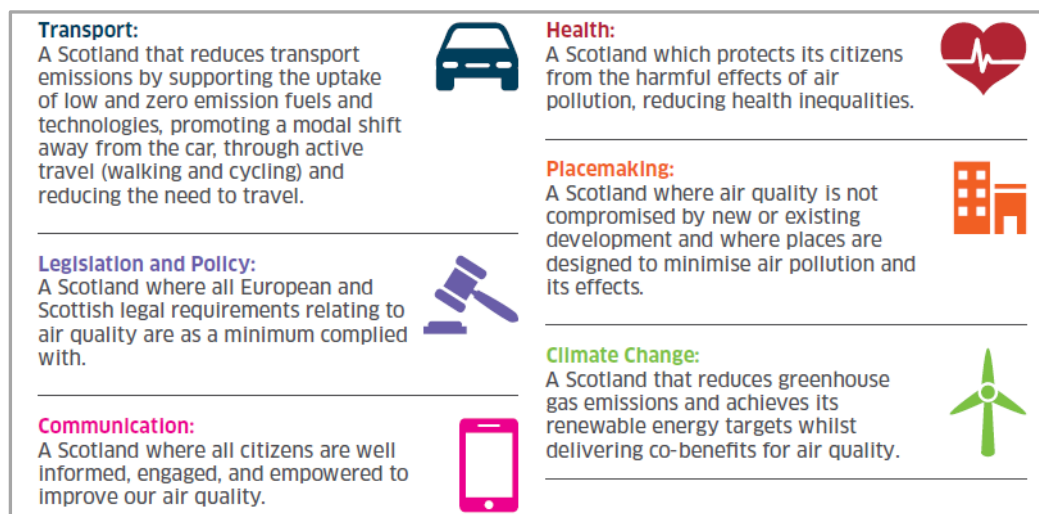 Transport:
A Scotland that reduces transport
emissions by supporting the uptake
of low and zero emission fuels and
technologies, promoting a modal shift
away from the car, through active
travel (walking and cycling) and
reducing the need to travel.
Legislation and Policy:
A Scotland where all European and
Scottish legal requirements relating to
air quality are as a minimum complied
with.
Communication:
A Scotland where all citizens are well
informed, engaged, and empowered to
improve our air quality.
Health:
A Scotland which protects its citizens
from the harmful effects of air
pollution, reducing health inequalities.
Placemaking:
A Scotland where air quality is not
compromised by new or existing
development and where places are
designed to minimise air pollution and
its effects.
Climate Change:
A Scotland that reduces greenhouse
gas emissions and achieves its
renewable energy targets whilst
delivering co-benefits for air quality.